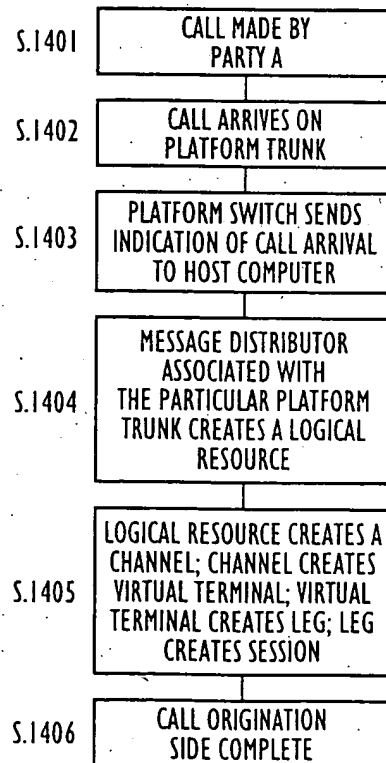 S.1401
CALL MADE BY
PARTY A
S.1402
CALL ARRIVES ON
PLATFORM TRUNK
S.1403
PLATFORM SWITCH SENDS
INDICATION OF CALL ARRIVAL
TO HOST COMPUTER
S.1404
MESSAGE DISTRIBUTOR
ASSOCIATED WITH
THE PARTICULAR PLATFORM
TRUNK CREATES A LOGICAL
RESOURCE
S.1405
LOGICAL RESOURCE CREATES A
CHANNEL; CHANNEL CREATES
VIRTUAL TERMINAL; VIRTUAL
TERMINAL CREATES LEG; LEG
CREATES SESSION
S.1406
CALL ORIGINATION
SIDE COMPLETE